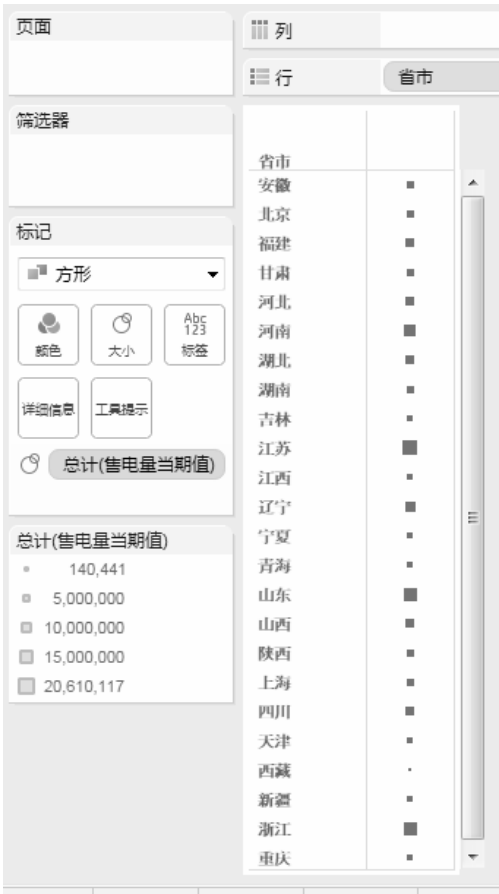 页面
列
行
省市
筛选器
标记
方形
颜色
大小
Abc
123
标签
详细信息
工具提示
总计(售电量当期值)
总计(售电量当期值)
140,441
5,000,000
10,000,000
15,000,000
20,610,117
省市
安徽
北京
福建
甘肃
河北
河南
湖北
湖南
吉林
江苏
江西
辽宁
宁夏
青海
山东
山西
陕西
上海
四川
天津
西藏
新疆
浙江
重庆